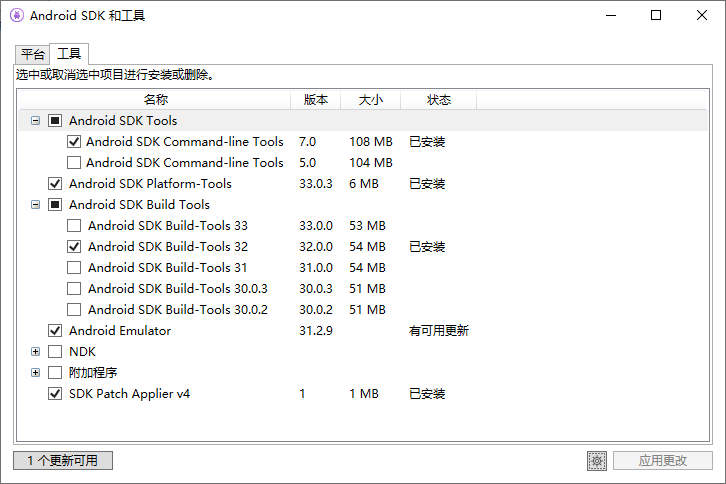 Android SDK 和工具
平台 工具
选中或取消选中项目进行安装或删除。
名称 版本 大小 状态
Android SDK Tools
Android SDK Command-line Tools 7.0 108 MB 已安装
Android SDK Command-line Tools 5.0 104 MB
Android SDK Platform-Tools 33.0.3 6 MB 已安装
Android SDK Build Tools
Android SDK Build-Tools 33 33.0.0 53 MB
Android SDK Build-Tools 32 32.0.0 54 MB 已安装
Android SDK Build-Tools 31 31.0.0 54 MB
Android SDK Build-Tools 30.0.3 30.0.3 51 MB
Android SDK Build-Tools 30.0.2 30.0.2 51 MB
Android Emulator 31.2.9 有可用更新
NDK
附加程序
SDK Patch Applier v4 1 1 MB 已安装
1 个更新可用 应用更改